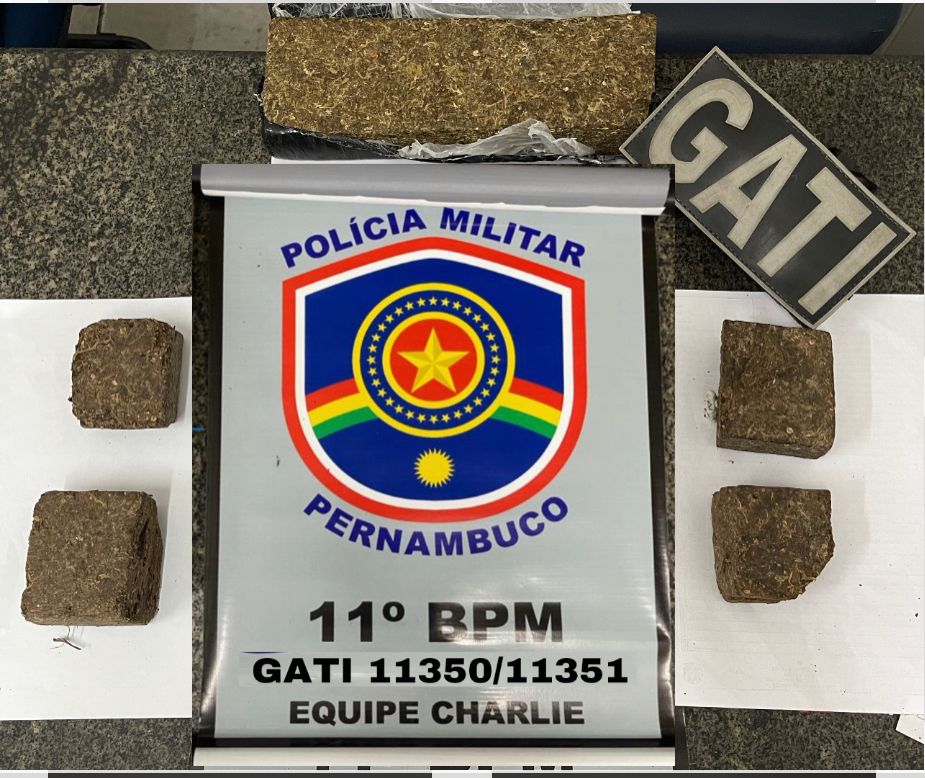 GATI
POLÍCIA MILITAR
PERNAMBUCO
11º BPM
GATI 11350/11351
EQUIPE CHARLIE